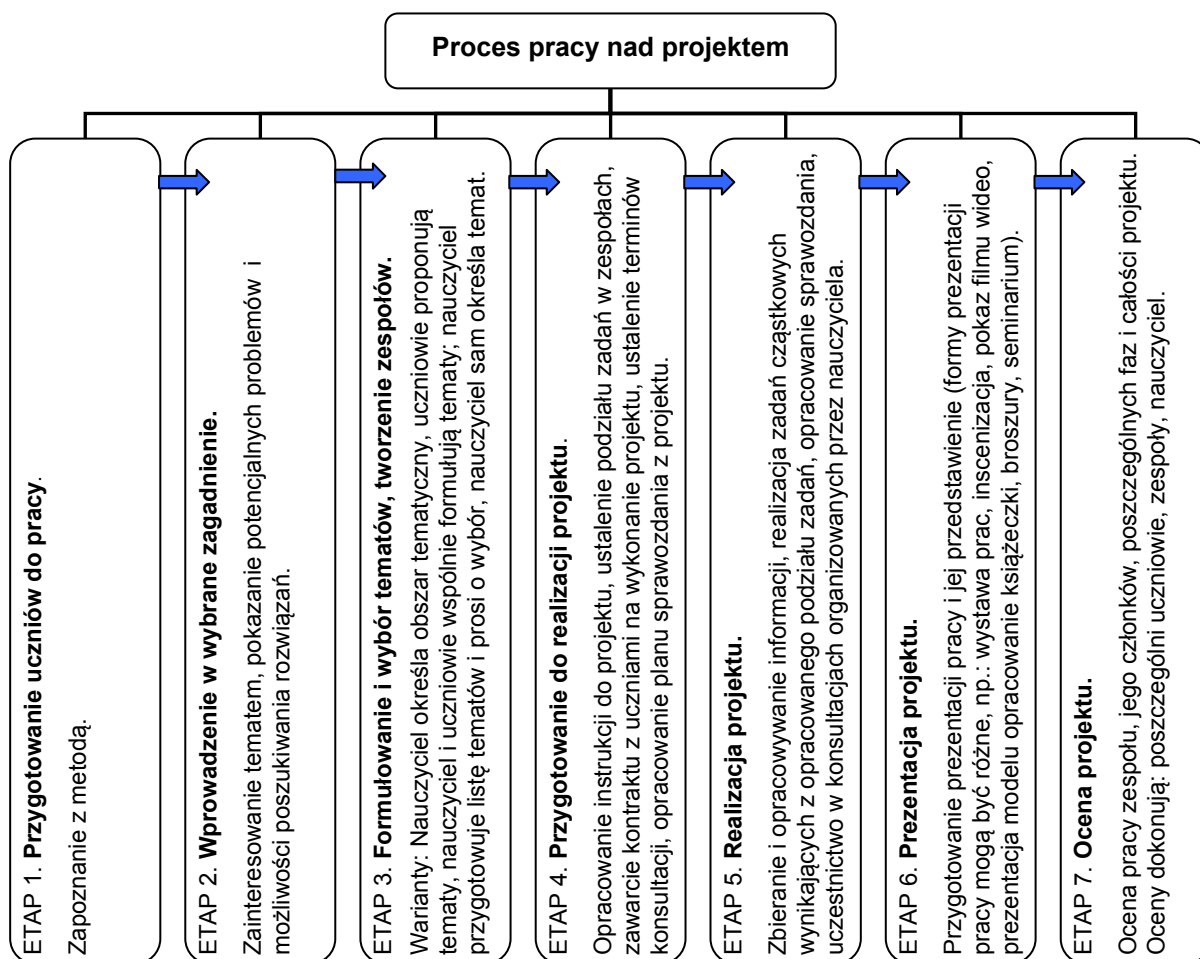 Proces pracy nad projektem
ETAP 1. Przygotowanie uczniów do pracy.
Zapoznanie z metodą.
ETAP 2. Wprowadzenie w wybrane zagadnienie.
Zainteresowanie tematem, pokazanie potencjalnych problemów i
możliwości poszukiwania rozwiązań.
ETAP 3. Formułowanie i wybór tematów, tworzenie zespołów.
Warianty: Nauczyciel określa obszar tematyczny, uczniowie proponują
tematy, nauczyciel i uczniowie wspólnie formułują tematy; nauczyciel
przygotowuje listę tematów i prosi o wybór, nauczyciel sam określa temat.
ETAP 4. Przygotowanie do realizacji projektu.
Opracowanie instrukcji do projektu, ustalenie podziału zadań w zespołach,
zawarcie kontraktu z uczniami na wykonanie projektu, ustalenie terminów
konsultacji, opracowanie planu sprawozdania z projektu.
ETAP 5. Realizacja projektu.
Zbieranie i opracowywanie informacji, realizacja zadań cząstkowych
wynikających z opracowanego podziału zadań, opracowanie sprawozdania,
uczestnictwo w konsultacjach organizowanych przez nauczyciela.
ETAP 6. Prezentacja projektu.
Przygotowanie prezentacji pracy i jej przedstawienie (formy prezentacji
pracy mogą być różne, np.: wystawa prac, inscenizacja, pokaz filmu wideo,
prezentacja modelu opracowanie książeczki, broszury, seminarium).
ETAP 7. Ocena projektu.
Ocena pracy zespołu, jego członków, poszczególnych faz i całości projektu.
Oceny dokonują: poszczególni uczniowie, zespoły, nauczyciel.